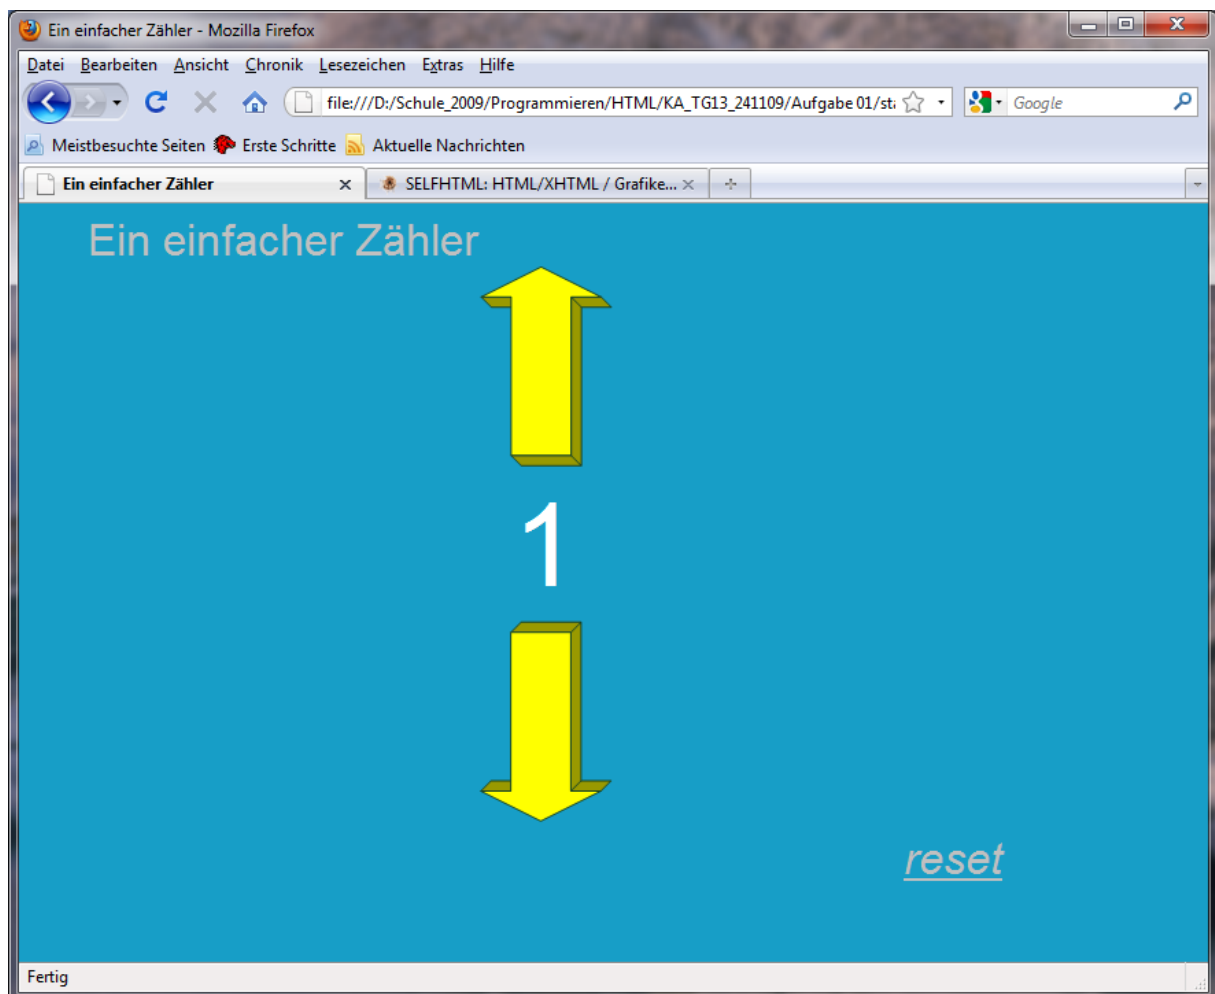 Ein einfacher Zähler - Mozilla Firefox
Datei Bearbeiten Ansicht Chronik Lesezeichen Extras Hilfe
file:///D:/Schule_2009/Programmieren/HTML/KA_TG13_241109/Aufgabe 01/sta Google
Meistbesuchte Seiten Erste Schritte Aktuelle Nachrichten
Ein einfacher Zähler SELFHTML: HTML/XHTML / Grafike...
Ein einfacher Zähler
1
reset
Fertig